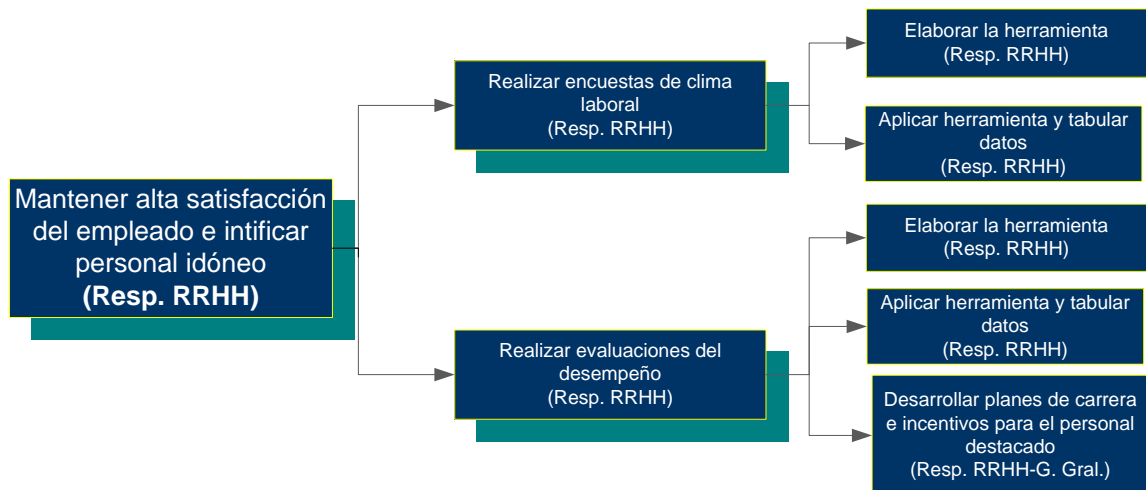 Mantener alta satisfacción
del empleado e intificar
personal idóneo
(Resp. RRHH)
Realizar encuestas de clima
laboral
(Resp. RRHH)
Elaborar la herramienta
(Resp. RRHH)
Aplicar herramienta y tabular
datos
(Resp. RRHH)
Realizar evaluaciones del
desempeño
(Resp. RRHH)
Elaborar la herramienta
(Resp. RRHH)
Aplicar herramienta y tabular
datos
(Resp. RRHH)
Desarrollar planes de carrera
e incentivos para el personal
destacado
(Resp. RRHH-G. Gral.)